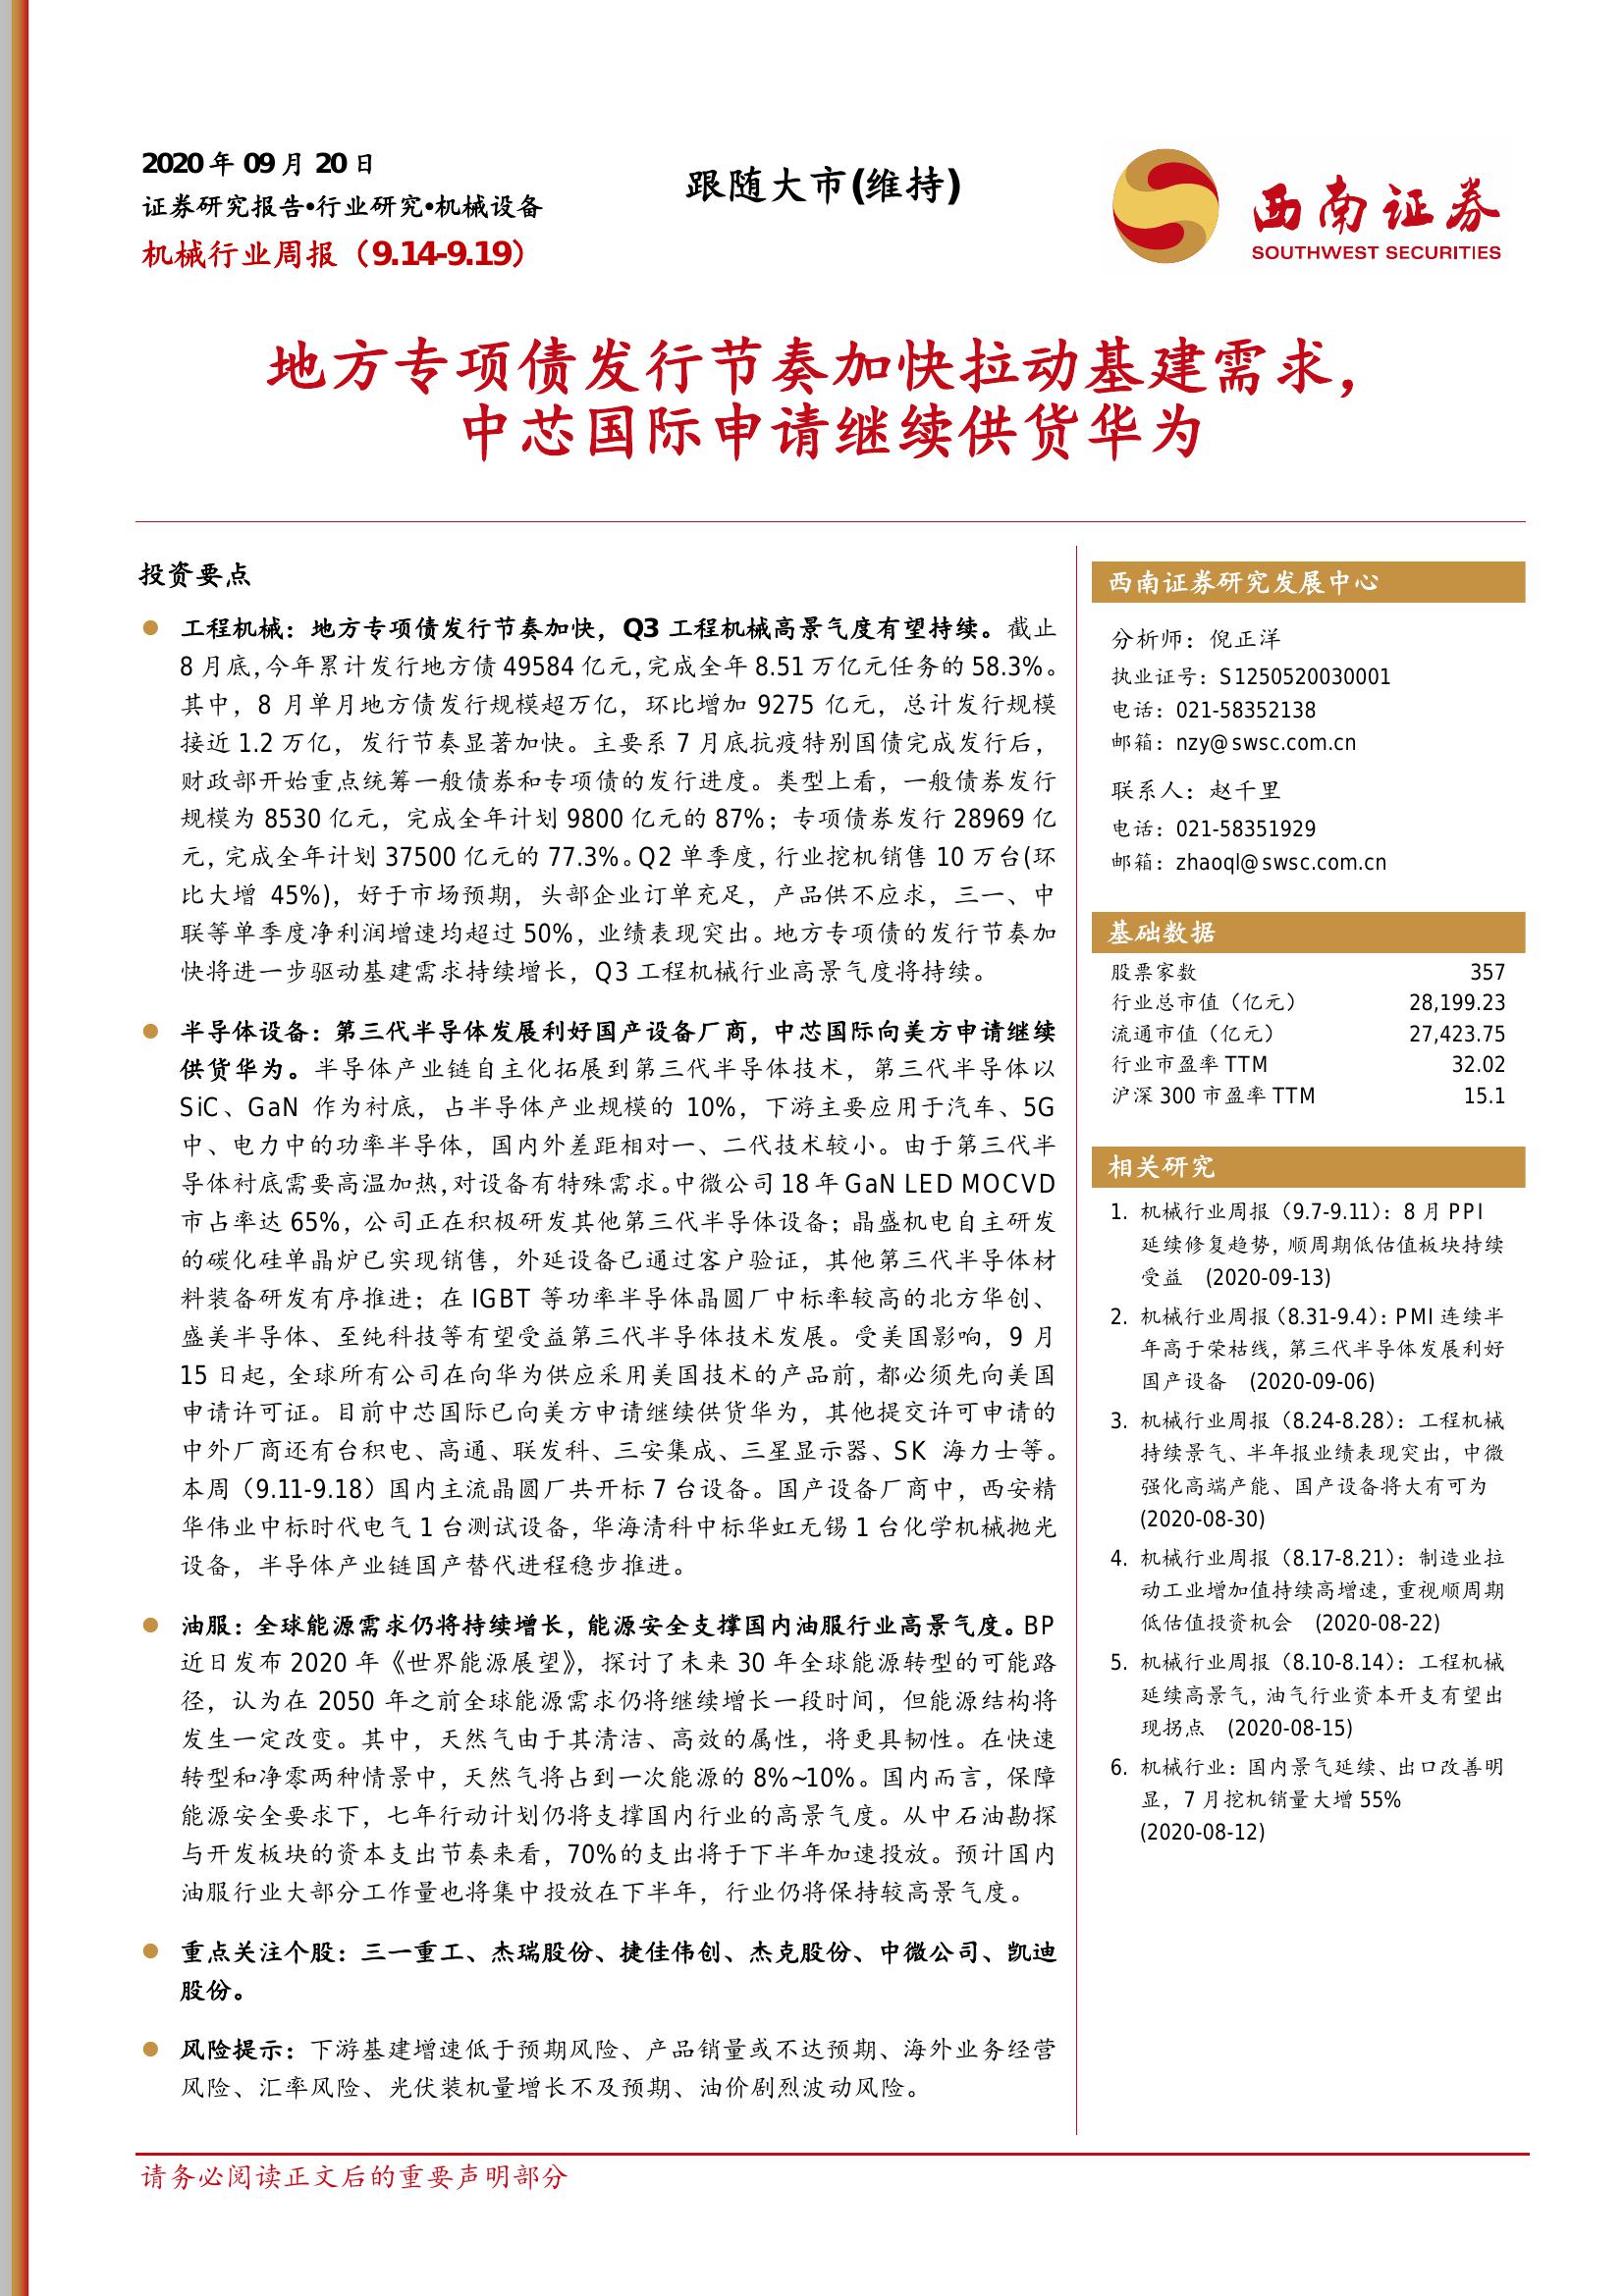 2020 年 09 月 20 日
证券研究报告•行业研究•机械设备
机械行业周报（9.14-9.19）
跟随大市(维持)
西南证券
SOUTHWEST SECURITIES
地方专项债发行节奏加快拉动基建需求，
中芯国际申请继续供货华为
投资要点
工程机械：地方专项债发行节奏加快，Q3 工程机械高景气度有望持续。截止
8 月底，今年累计发行地方债 49584 亿元，完成全年 8.51 万亿元任务的 58.3%。
其中，8 月单月地方债发行规模超万亿，环比增加 9275 亿元，总计发行规模
接近 1.2 万亿，发行节奏显著加快。主要系 7 月底抗疫特别国债完成发行后，
财政部开始重点统筹一般债券和专项债的发行进度。类型上看，一般债券发行
规模为 8530 亿元，完成全年计划 9800 亿元的 87%；专项债券发行 28969 亿
元，完成全年计划 37500 亿元的 77.3%。Q2 单季度，行业挖机销售 10 万台(环
比大增 45%)，好于市场预期，头部企业订单充足，产品供不应求，三一、中
联等单季度净利润增速均超过 50%，业绩表现突出。地方专项债的发行节奏加
快将进一步驱动基建需求持续增长，Q3 工程机械行业高景气度将持续。
半导体设备：第三代半导体发展利好国产设备厂商，中芯国际向美方申请继续
供货华为。半导体产业链自主化拓展到第三代半导体技术，第三代半导体以
SiC、GaN 作为衬底，占半导体产业规模的 10%，下游主要应用于汽车、5G
中、电力中的功率半导体，国内外差距相对一、二代技术较小。由于第三代半
导体衬底需要高温加热，对设备有特殊需求。中微公司 18 年 GaN LED MOCVD
市占率达 65%，公司正在积极研发其他第三代半导体设备；晶盛机电自主研发
的碳化硅单晶炉已实现销售，外延设备已通过客户验证，其他第三代半导体材
料装备研发有序推进；在 IGBT 等功率半导体晶圆厂中标率较高的北方华创、
盛美半导体、至纯科技等有望受益第三代半导体技术发展。受美国影响，9 月
15 日起，全球所有公司在向华为供应采用美国技术的产品前，都必须先向美国
申请许可证。目前中芯国际已向美方申请继续供货华为，其他提交许可申请的
中外厂商还有台积电、高通、联发科、三安集成、三星显示器、SK 海力士等。
本周（9.11-9.18）国内主流晶圆厂共开标 7 台设备。国产设备厂商中，西安精
华伟业中标时代电气 1 台测试设备，华海清科中标华虹无锡 1 台化学机械抛光
设备，半导体产业链国产替代进程稳步推进。
油服：全球能源需求仍将持续增长，能源安全支撑国内油服行业高景气度。BP
近日发布 2020 年《世界能源展望》，探讨了未来 30 年全球能源转型的可能路
径，认为在 2050 年之前全球能源需求仍将继续增长一段时间，但能源结构将
发生一定改变。其中，天然气由于其清洁、高效的属性，将更具韧性。在快速
转型和净零两种情景中，天然气将占到一次能源的 8%~10%。国内而言，保障
能源安全要求下，七年行动计划仍将支撑国内行业的高景气度。从中石油勘探
与开发板块的资本支出节奏来看，70%的支出将于下半年加速投放。预计国内
油服行业大部分工作量也将集中投放在下半年，行业仍将保持较高景气度。
重点关注个股：三一重工、杰瑞股份、捷佳伟创、杰克股份、中微公司、凯迪
股份。
风险提示：下游基建增速低于预期风险、产品销量或不达预期、海外业务经营
风险、汇率风险、光伏装机量增长不及预期、油价剧烈波动风险。
西南证券研究发展中心
分析师：倪正洋
执业证号：S1250520030001
电话：021-58352138
邮箱：nzy@swsc.com.cn
联系人：赵千里
电话：021-58351929
邮箱：zhaoql@swsc.com.cn
基础数据
股票家数 357
行业总市值（亿元） 28,199.23
流通市值（亿元） 27,423.75
行业市盈率 TTM 32.02
沪深 300 市盈率 TTM 15.1
相关研究
1. 机械行业周报（9.7-9.11）：8 月 PPI
延续修复趋势，顺周期低估值板块持续
受益 (2020-09-13)
2. 机械行业周报（8.31-9.4）：PMI 连续半
年高于荣枯线，第三代半导体发展利好
国产设备 (2020-09-06)
3. 机械行业周报（8.24-8.28）：工程机械
持续景气、半年报业绩表现突出，中微
强化高端产能、国产设备将大有可为
(2020-08-30)
4. 机械行业周报（8.17-8.21）：制造业拉
动工业增加值持续高增速，重视顺周期
低估值投资机会 (2020-08-22)
5. 机械行业周报（8.10-8.14）：工程机械
延续高景气，油气行业资本开支有望出
现拐点 (2020-08-15)
6. 机械行业：国内景气延续、出口改善明
显，7 月挖机销量大增 55%
(2020-08-12)
请务必阅读正文后的重要声明部分